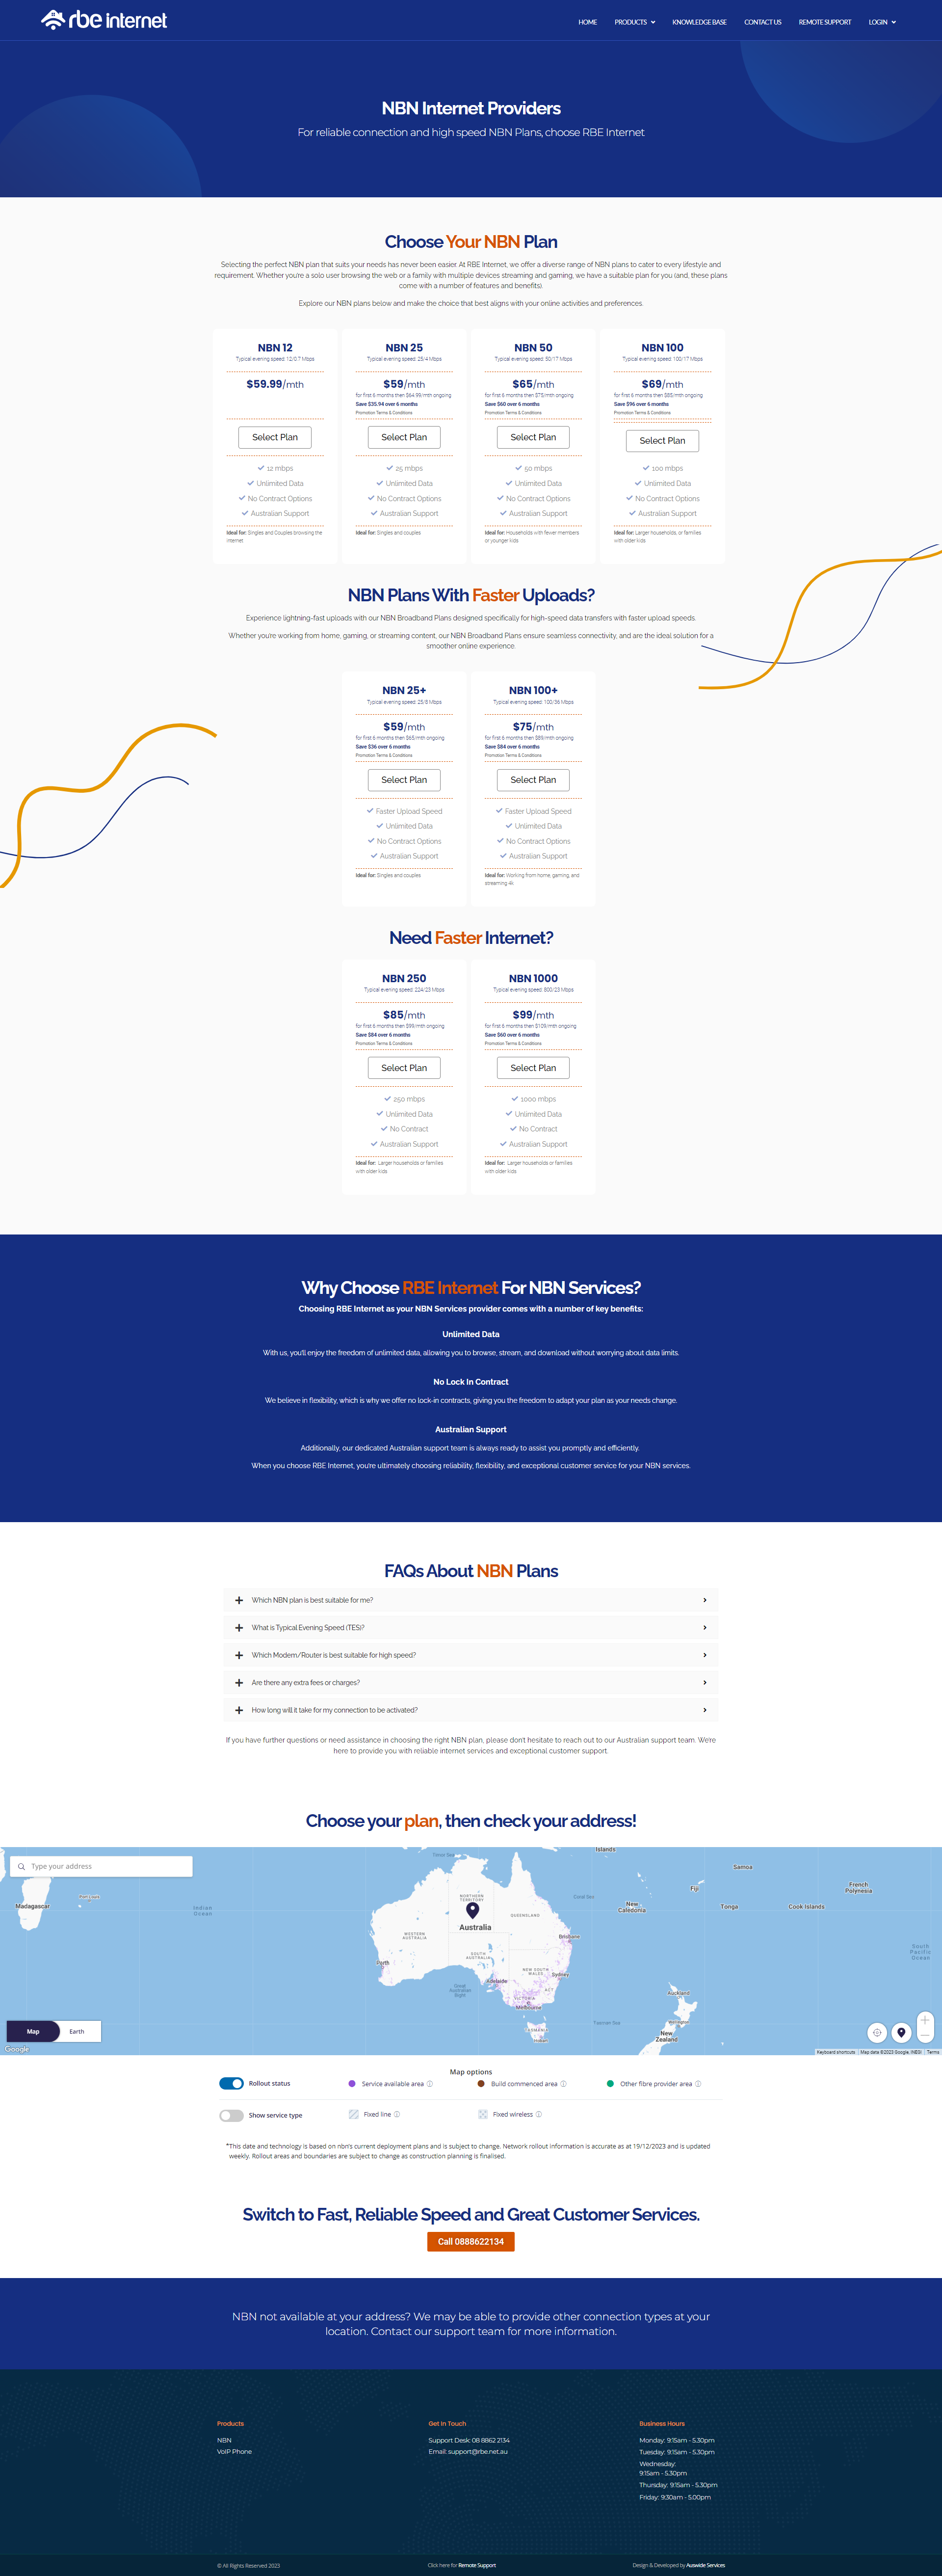 rbe internet
HOME PRODUCTS KNOWLEDGE BASE CONTACT US REMOTE SUPPORT LOGIN
NBN Internet Providers
For reliable connection and high speed NBN Plans, choose RBE Internet
Choose Your NBN Plan
Selecting the perfect NBN plan that suits your needs has never been easier. At RBE Internet, we offer a diverse range of NBN plans to cater to every lifestyle and
requirement. Whether you're a solo user browsing the web or a family with multiple devices streaming and gaming, we have a suitable plan for you (and, these plans
come with a number of features and benefits).
Explore our NBN plans below and make the choice that best aligns with your online activities and preferences.
NBN 12
Typical evening speed: 12/0.7 Mbps
$59.99/mth
Select Plan
12 mbps
Unlimited Data
No Contract Options
Australian Support
Ideal for: Singles and Couples browsing the
internet
NBN 25
Typical evening speed: 25/4 Mbps
$59/mth
for first 6 months then $64.99/mth ongoing
Save $35.94 over 6 months
Promotion Terms & Conditions
Select Plan
25 mbps
Unlimited Data
No Contract Options
Australian Support
Ideal for: Singles and couples
NBN 50
Typical evening speed: 50/17 Mbps
$65/mth
for first 6 months then $75/mth ongoing
Save $60 over 6 months
Promotion Terms & Conditions
Select Plan
50 mbps
Unlimited Data
No Contract Options
Australian Support
Ideal for: Households with fewer members
or younger kids
NBN 100
Typical evening speed: 100/17 Mbps
$69/mth
for first 6 months then $85/mth ongoing
Save $96 over 6 months
Promotion Terms & Conditions
Select Plan
100 mbps
Unlimited Data
No Contract Options
Australian Support
Ideal for: Larger households, or families
with older kids
NBN Plans With Faster Uploads?
Experience lightning-fast uploads with our NBN Broadband Plans designed specifically for high-speed data transfers with faster upload speeds.
Whether you're working from home, gaming, or streaming content, our NBN Broadband Plans ensure seamless connectivity, and are the ideal solution for a
smoother online experience.
NBN 25+
Typical evening speed: 25/8 Mbps
$59/mth
for first 6 months then $65/mth ongoing
Save $36 over 6 months
Promotion Terms & Conditions
Select Plan
Faster Upload Speed
Unlimited Data
No Contract Options
Australian Support
Ideal for: Singles and couples
NBN 100+
Typical evening speed: 100/36 Mbps
$75/mth
for first 6 months then $89/mth ongoing
Save $84 over 6 months
Promotion Terms & Conditions
Select Plan
Faster Upload Speed
Unlimited Data
No Contract Options
Australian Support
Ideal for: Working from home, gaming, and
streaming 4k
Need Faster Internet?
NBN 250
Typical evening speed: 224/23 Mbps
$85/mth
for first 6 months then $99/mth ongoing
Save $84 over 6 months
Promotion Terms & Conditions
Select Plan
250 mbps
Unlimited Data
No Contract
Australian Support
Ideal for: Larger households or families
with older kids
NBN 1000
Typical evening speed: 800/23 Mbps
$99/mth
for first 6 months then $109/mth ongoing
Save $60 over 6 months
Promotion Terms & Conditions
Select Plan
1000 mbps
Unlimited Data
No Contract
Australian Support
Ideal for: Larger households or families
with older kids
Why Choose RBE Internet For NBN Services?
Choosing RBE Internet as your NBN Services provider comes with a number of key benefits:
Unlimited Data
With us, you'll enjoy the freedom of unlimited data, allowing you to browse, stream, and download without worrying about data limits.
No Lock In Contract
We believe in flexibility, which is why we offer no lock-in contracts, giving you the freedom to adapt your plan as your needs change.
Australian Support
Additionally, our dedicated Australian support team is always ready to assist you promptly and efficiently.
When you choose RBE Internet, you're ultimately choosing reliability, flexibility, and exceptional customer service for your NBN services.
FAQs About NBN Plans
Which NBN plan is best suitable for me?
What is Typical Evening Speed (TES)?
Which Modem/Router is best suitable for high speed?
Are there any extra fees or charges?
How long will it take for my connection to be activated?
If you have further questions or need assistance in choosing the right NBN plan, please don't hesitate to reach out to our Australian support team. We're
here to provide you with reliable internet services and exceptional customer support.
Choose your plan, then check your address!
Type your address
Madagascar
Indian
Ocean
Timor Sea
NORTHERN
TERRITORY
Australia
QUEENSLAND
WESTERN
AUSTRALIA
SOUTH
AUSTRALIA
NEW SOUTH
WALES
ACT
VICTORIA
TASMANIA
Perth
Adelaide
Brisbane
Sydney
Melbourne
Great
Australian
Bight
Coral Sea
Tasman Sea
Islands
Samoa
Fiji
New
Caledonia
Tonga
Cook Islands
French
Polynesia
South
Pacific
Ocean
Auckland
Wellington
New
Zealand
Map Earth
Google
Keyboard shortcuts Map data ©2023 Google, INEGI Terms
Map options
Rollout status Service available area Build commenced area Other fibre provider area
Show service type Fixed line Fixed wireless
*This date and technology is based on nbn's current deployment plans and is subject to change. Network rollout information is accurate as at 19/12/2023 and is updated
weekly. Rollout areas and boundaries are subject to change as construction planning is finalised.
Switch to Fast, Reliable Speed and Great Customer Services.
Call 0888622134
NBN not available at your address? We may be able to provide other connection types at your
location. Contact our support team for more information.
Products
NBN
VoIP Phone
Get In Touch
Support Desk: 08 8862 2134
Email: support@rbe.net.au
Business Hours
Monday: 9:15am - 5.30pm
Tuesday: 9:15am - 5.30pm
Wednesday:
9:15am - 5.30pm
Thursday: 9:15am - 5.30pm
Friday: 9:30am - 5.00pm
© All Rights Reserved 2023
Click here for Remote Support
Design & Developed by Auswide Services